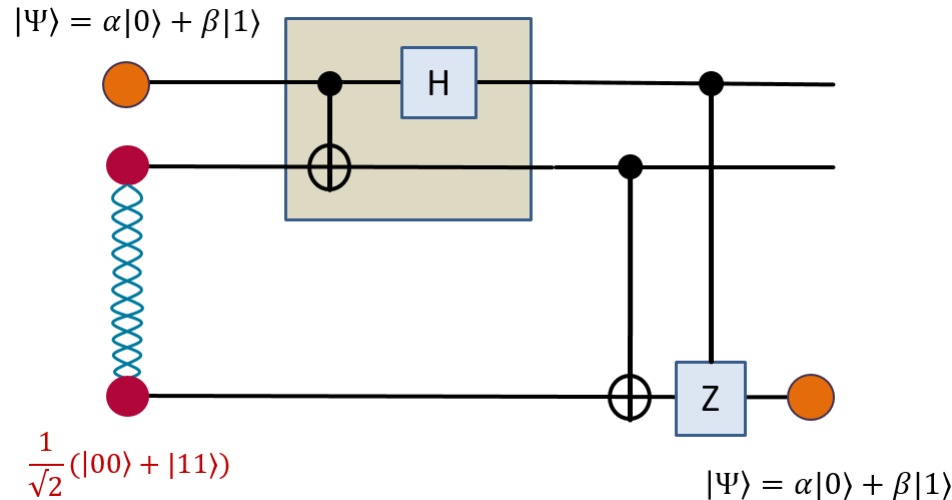 |Ψ⟩ = α|0⟩ + β|1⟩
H
Z
1/√2 (|00⟩ + |11⟩)
|Ψ⟩ = α|0⟩ + β|1⟩